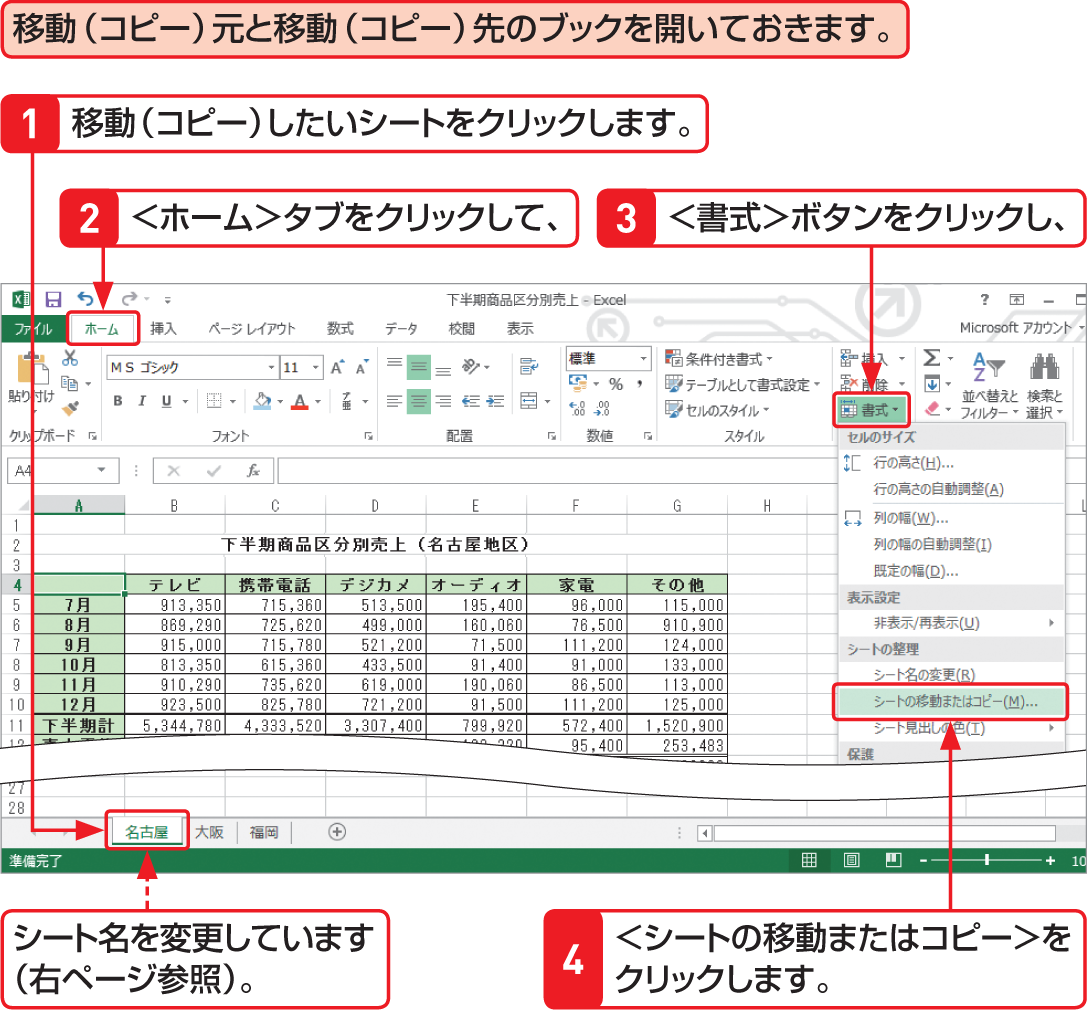 移動（コピー）元と移動（コピー）先のブックを開いておきます。
1 移動（コピー）したいシートをクリックします。
2 ＜ホーム＞タブをクリックして、
3 ＜書式＞ボタンをクリックし、
下半期商品区分別売上 - Excel
?
ファイル ホーム 挿入 ページ レイアウト 数式 データ 校閲 表示 Microsoft アカウント
貼り付け
ＭＳ ゴシック 11
B I U
標準
% ,
条件付き書式
テーブルとして書式設定
セルのスタイル
挿入
削除
書式
並べ替えと
フィルター
検索と
選択
クリップボード フォント 配置 数値 スタイル
A4 fx
A B C D E F G H L
1
2 下半期商品区分別売上（名古屋地区）
3
4 テレビ 携帯電話 デジカメ オーディオ 家電 その他
5 7月 913,350 715,360 513,500 195,400 96,000 115,000
6 8月 869,290 725,620 499,000 160,060 76,500 910,900
7 9月 915,000 715,780 521,200 71,500 111,200 124,000
8 10月 813,350 615,360 433,500 91,400 91,000 133,000
9 11月 910,290 735,620 619,000 190,060 86,500 113,000
10 12月 923,500 825,780 721,200 91,500 111,200 125,000
11 下半期計 5,344,780 4,333,520 3,307,400 799,920 572,400 1,520,900
95,400 253,483
27
28
セルのサイズ
行の高さ(H)...
行の高さの自動調整(A)
列の幅(W)...
列の幅の自動調整(I)
既定の幅(D)...
表示設定
非表示/再表示(U)
シートの整理
シート名の変更(R)
シートの移動またはコピー(M)...
シート見出しの色(T)
保護
名古屋 大阪 福岡
準備完了 10
シート名を変更しています
（右ページ参照）。
4 ＜シートの移動またはコピー＞を
クリックします。